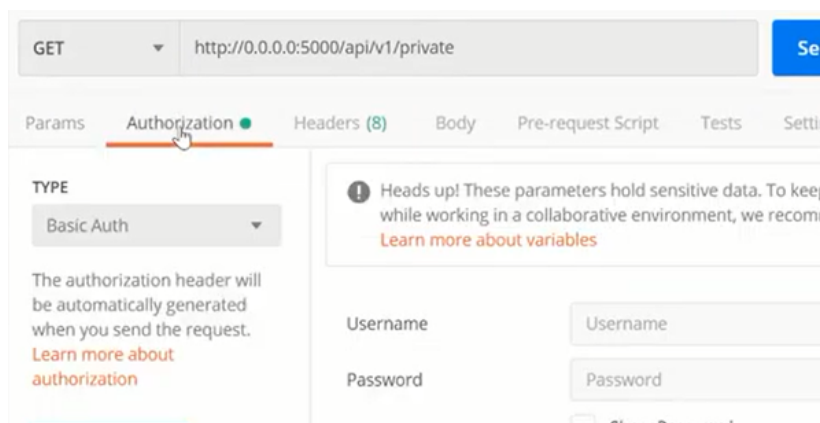 GET http://0.0.0.0:5000/api/v1/private Se
Params Authorization Headers (8) Body Pre-request Script Tests Setti
TYPE
Basic Auth
The authorization header will
be automatically generated
when you send the request.
Learn more about
authorization
Heads up! These parameters hold sensitive data. To keep
while working in a collaborative environment, we recom
Learn more about variables
Username Username
Password Password